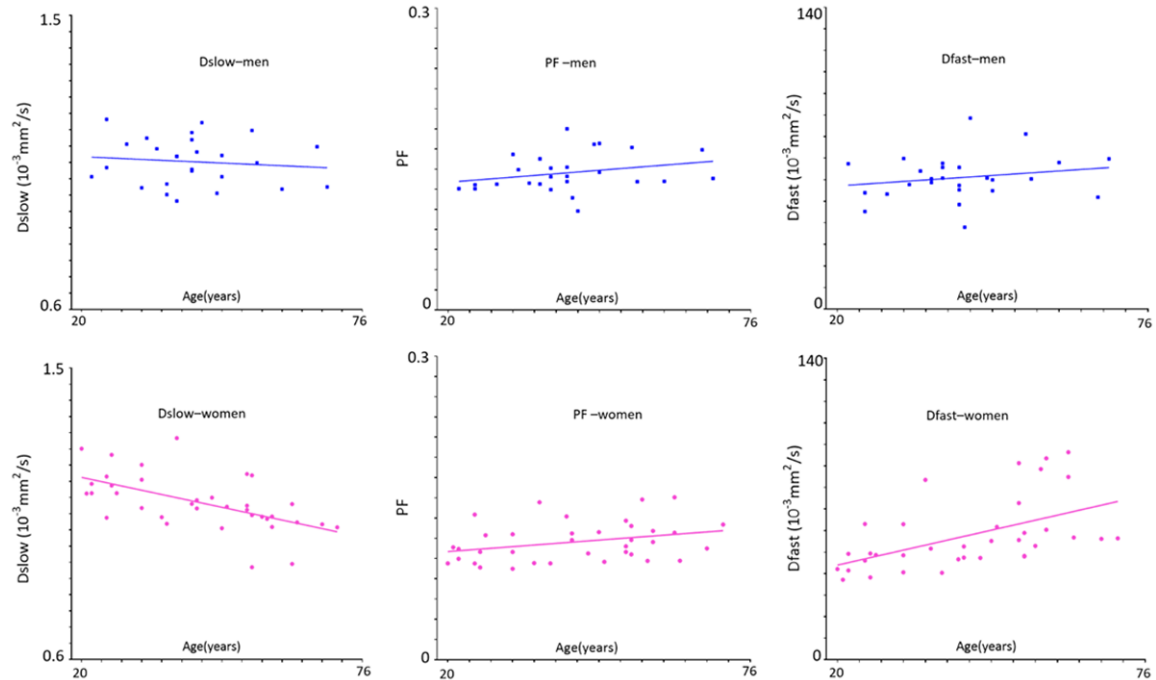 1.5
Dslow–men
Dslow (10⁻³mm²/s)
Age(years)
0.6
20
76
0.3
PF –men
PF
Age(years)
0
20
76
140
Dfast–men
Dfast (10⁻³mm²/s)
Age(years)
0
20
76
1.5
Dslow–women
Dslow (10⁻³mm²/s)
Age(years)
0.6
20
76
0.3
PF –women
PF
Age(years)
0
20
76
140
Dfast–women
Dfast (10⁻³mm²/s)
Age(years)
0
20
76